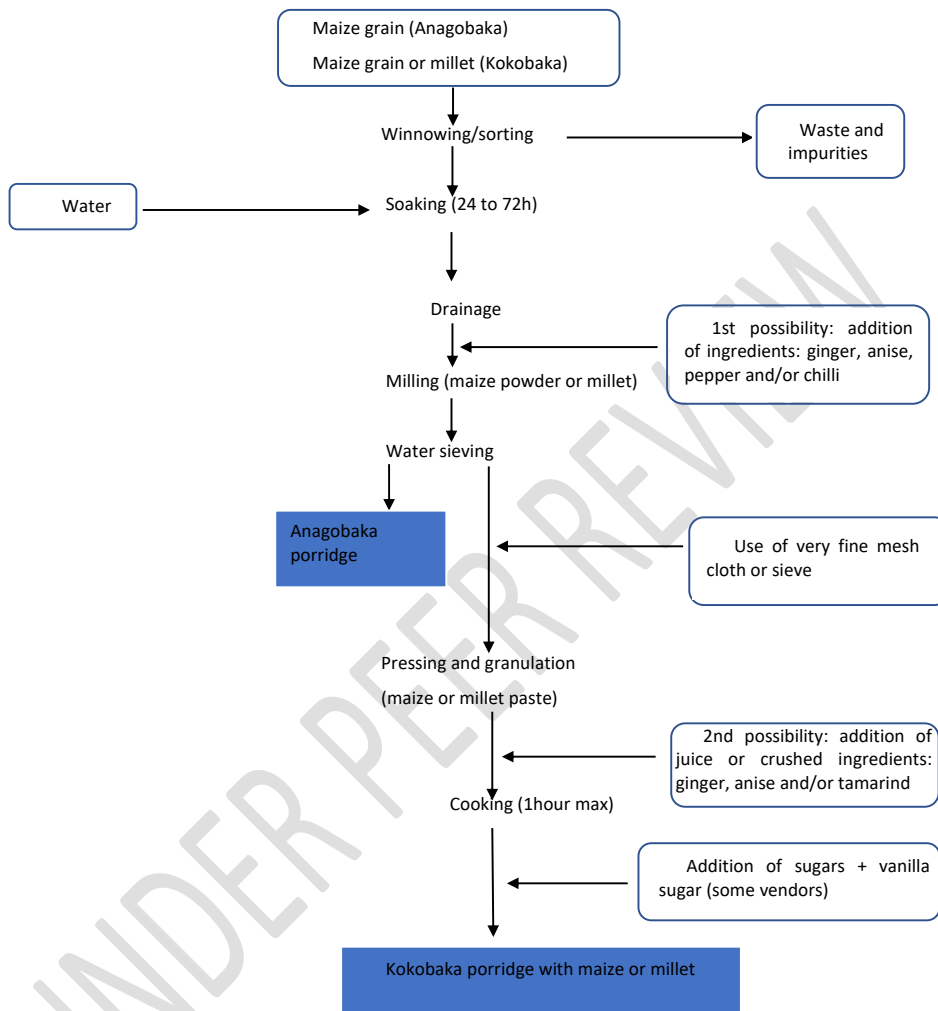 Maize grain (Anagobaka)
Maize grain or millet (Kokobaka)
Winnowing/sorting
Waste and
impurities
Water
Soaking (24 to 72h)
Drainage
1st possibility: addition
of ingredients: ginger, anise,
pepper and/or chilli
Milling (maize powder or millet)
Water sieving
Anagobaka
porridge
Use of very fine mesh
cloth or sieve
Pressing and granulation
(maize or millet paste)
2nd possibility: addition of
juice or crushed ingredients:
ginger, anise and/or tamarind
Cooking (1hour max)
Addition of sugars + vanilla
sugar (some vendors)
Kokobaka porridge with maize or millet
UNDER PEER REVIEW